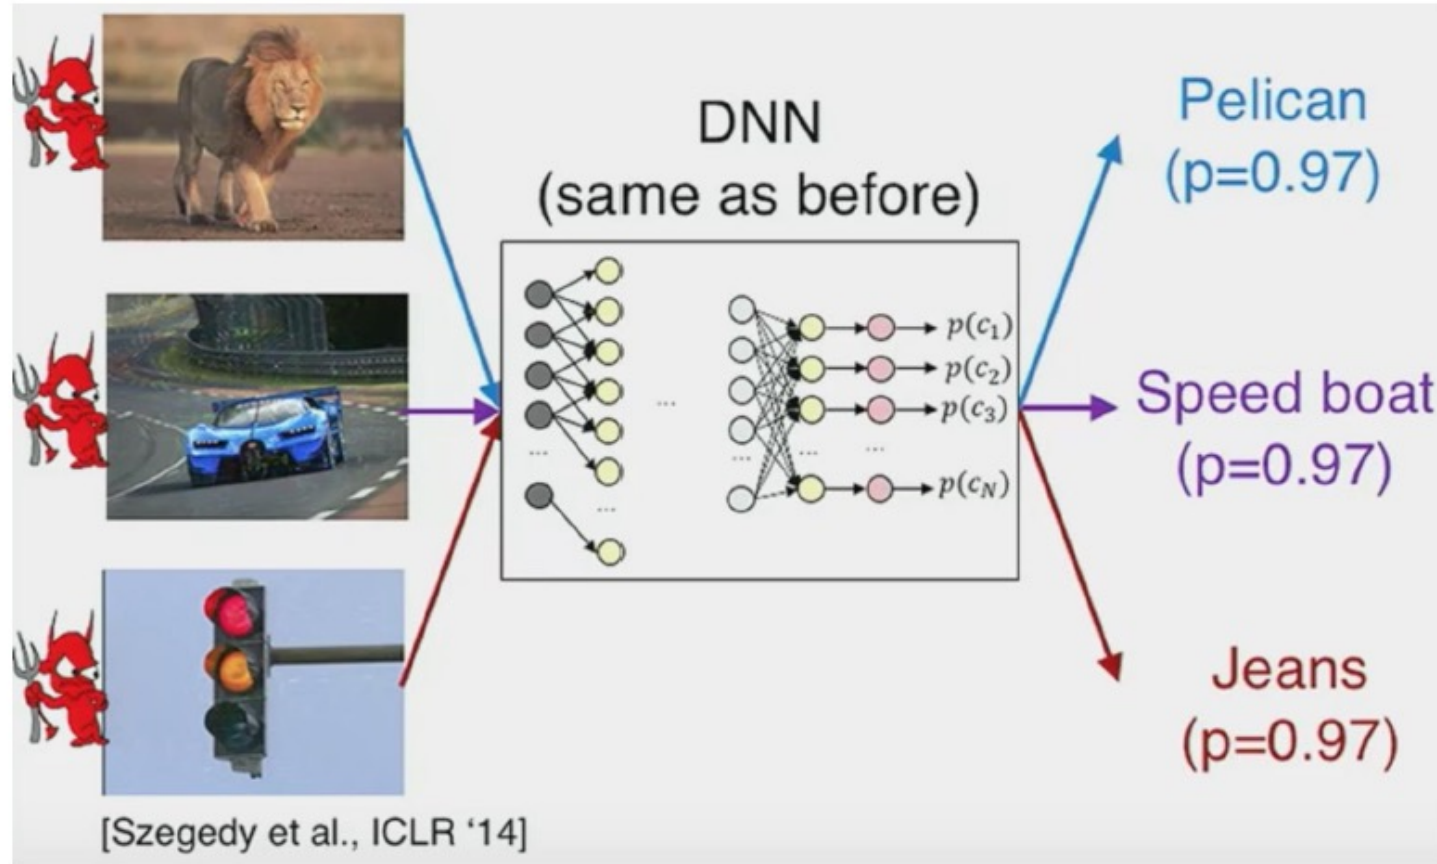 DNN
(same as before)
Pelican
(p=0.97)
p(c₁)
p(c₂)
p(c₃)
...
...
...
...
...
p(c_N)
...
Speed boat
(p=0.97)
Jeans
(p=0.97)
[Szegedy et al., ICLR ‘14]